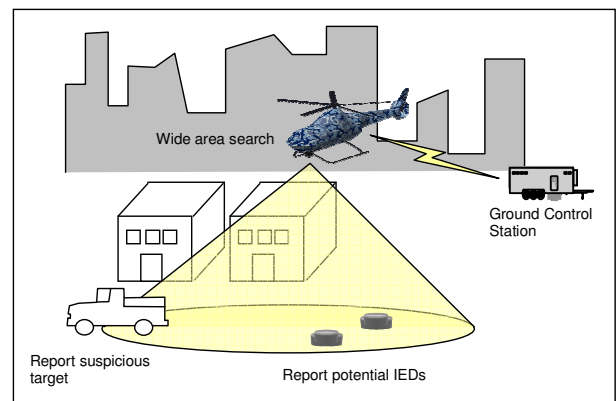 Wide area search
Ground Control
Station
Report suspicious
target
Report potential IEDs